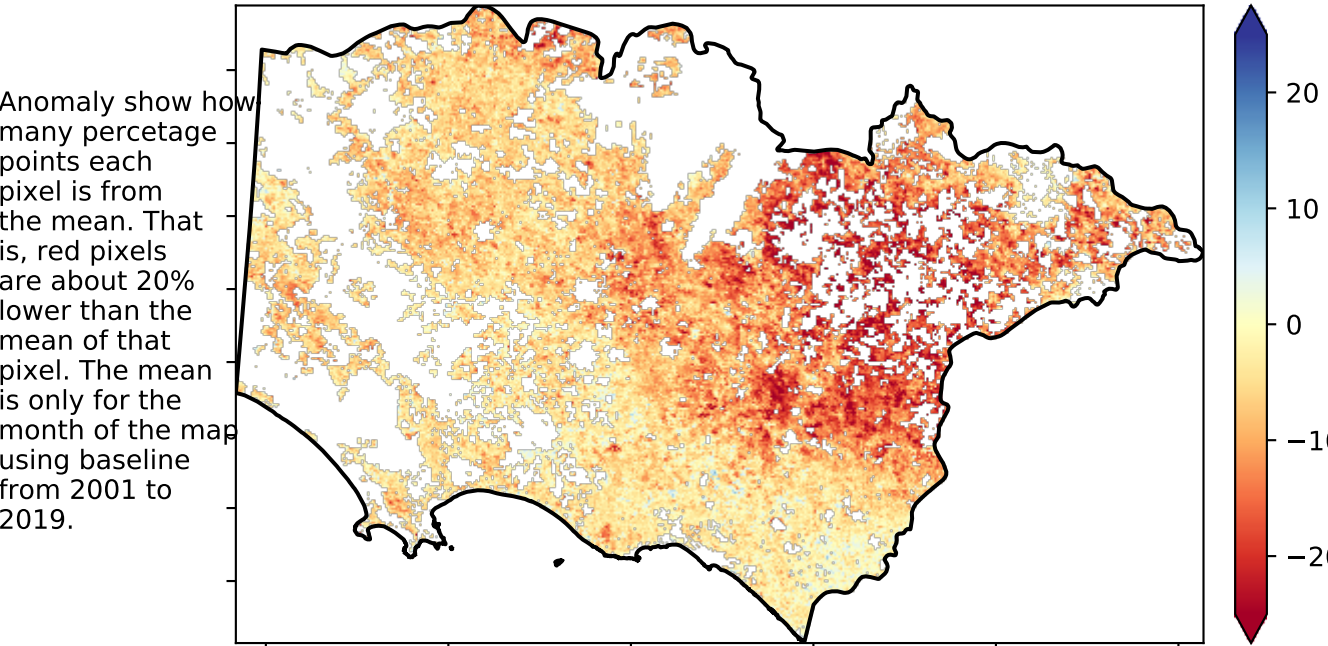 Anomaly show how
many percetage
points each
pixel is from
the mean. That
is, red pixels
are about 20%
lower than the
mean of that
pixel. The mean
is only for the
month of the map
using baseline
from 2001 to
2019.
20
10
0
−10
−20